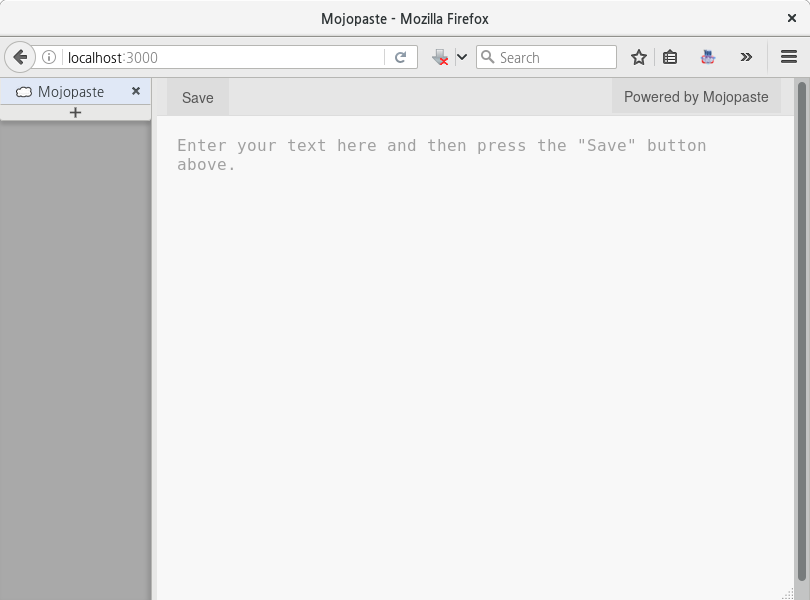 Mojopaste - Mozilla Firefox
localhost:3000
Search
Mojopaste
Save
Powered by Mojopaste
Enter your text here and then press the "Save" button
above.